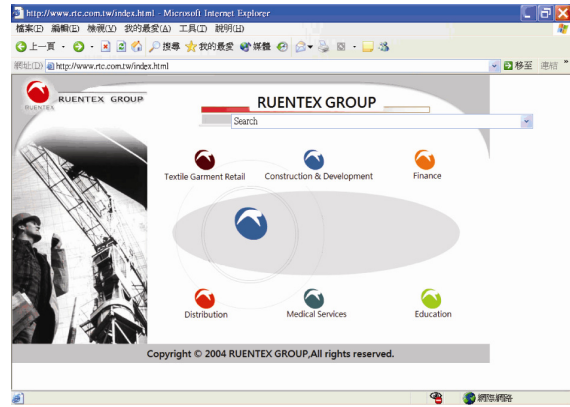 http://www.rtc.com.tw/index.html - Microsoft Internet Explorer
檔案(F) 編輯(E) 檢視(V) 我的最愛(A) 工具(T) 說明(H)
上一頁 搜尋 我的最愛 媒體
網址(D) http://www.rtc.com.tw/index.html 移至 連結 »
RUENTEX GROUP
RUENTEX
RUENTEX GROUP
Search
Textile Garment Retail Construction & Development Finance
Distribution Medical Services Education
Copyright © 2004 RUENTEX GROUP,All rights reserved.
網際網路